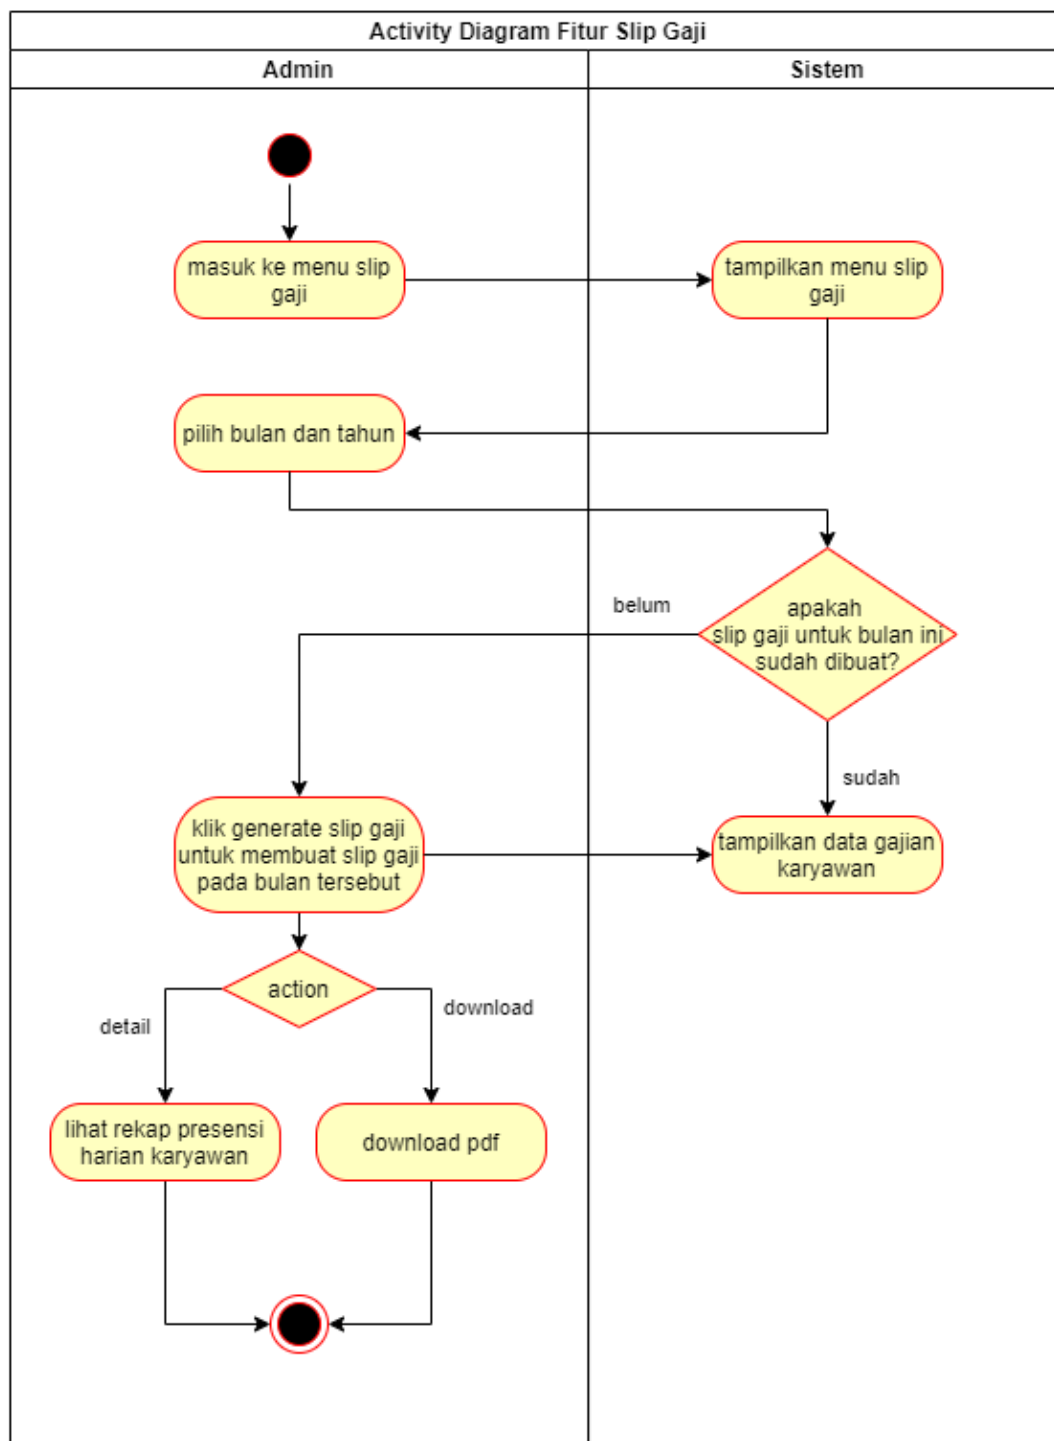 Activity Diagram Fitur Slip Gaji
Admin
Sistem
masuk ke menu slip
gaji
tampilkan menu slip
gaji
pilih bulan dan tahun
apakah
slip gaji untuk bulan ini
sudah dibuat?
belum
sudah
klik generate slip gaji
untuk membuat slip gaji
pada bulan tersebut
tampilkan data gajian
karyawan
action
detail
download
lihat rekap presensi
harian karyawan
download pdf